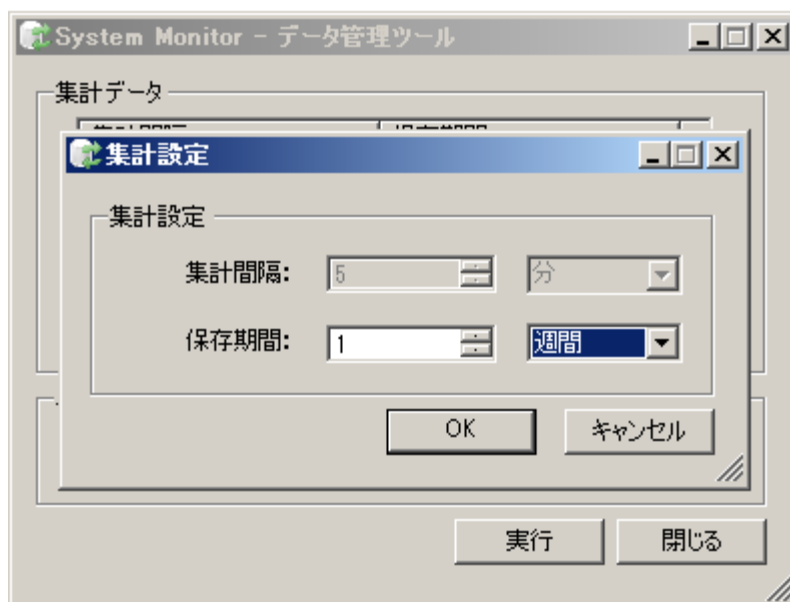 System Monitor - データ管理ツール
集計データ
集計設定
集計設定
集計間隔: 5 分
保存期間: 1 週間
OK キャンセル
実行 閉じる